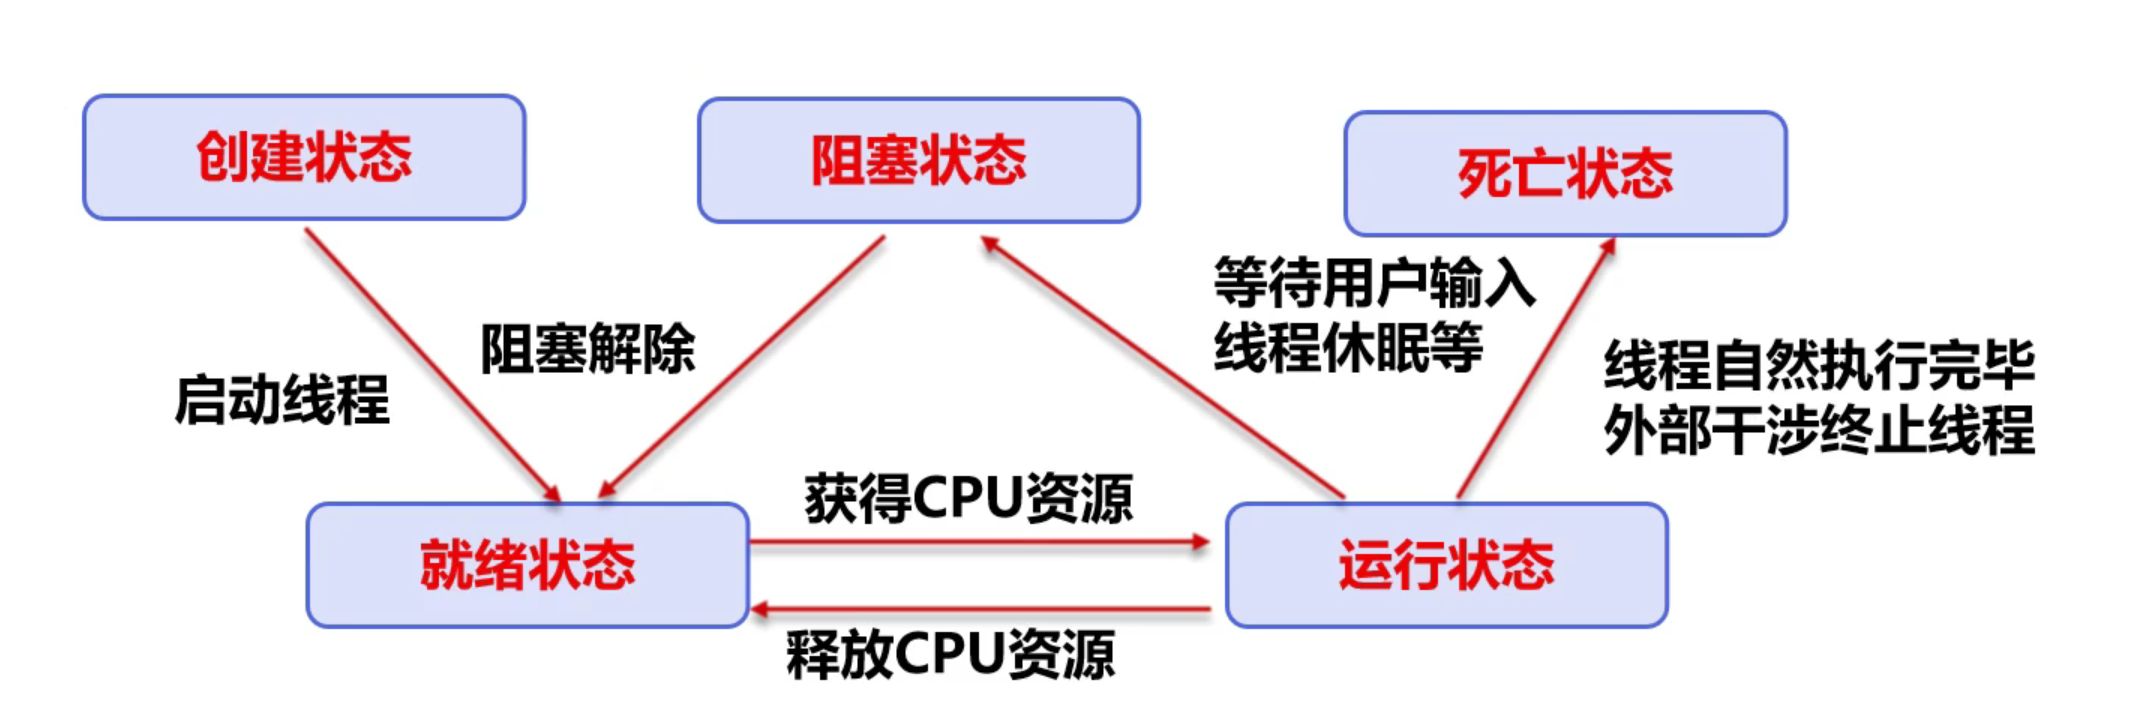 创建状态
阻塞状态
死亡状态
等待用户输入
线程休眠等
阻塞解除
启动线程
线程自然执行完毕
外部干涉终止线程
获得CPU资源
就绪状态
运行状态
释放CPU资源